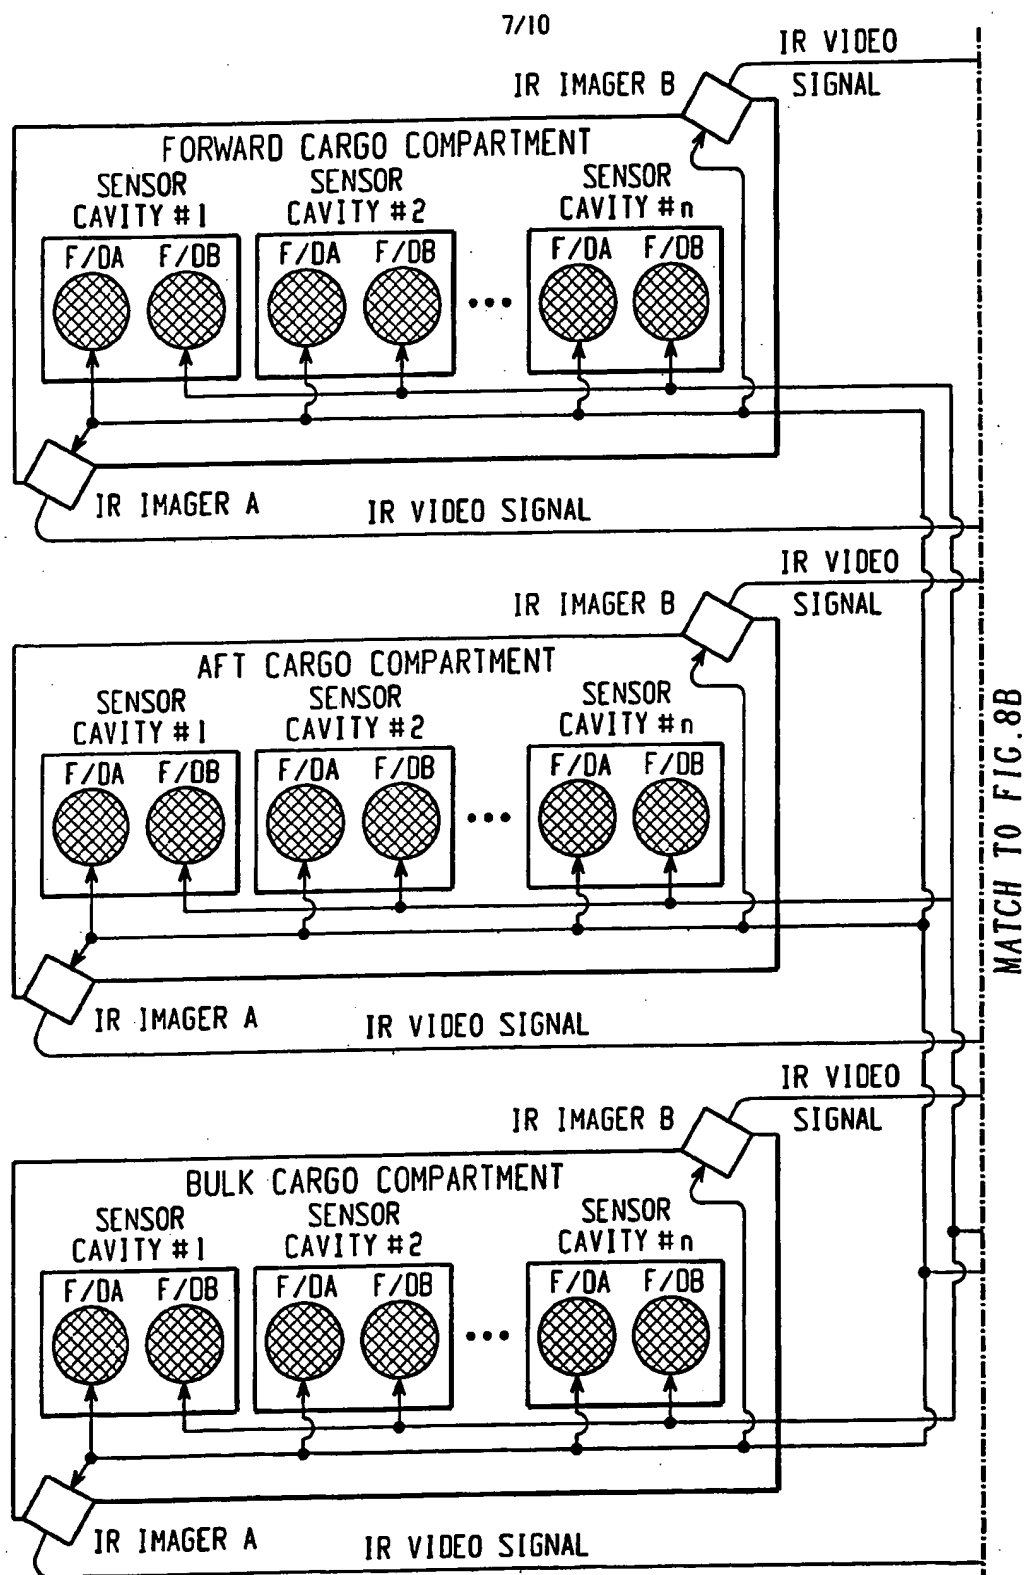 7/10
IR VIDEO
SIGNAL
IR IMAGER B
FORWARD CARGO COMPARTMENT
SENSOR
CAVITY #1
SENSOR
CAVITY #2
SENSOR
CAVITY #n
F/DA F/DB
F/DA F/DB
...
F/DA F/DB
IR IMAGER A
IR VIDEO SIGNAL
IR VIDEO
SIGNAL
IR IMAGER B
AFT CARGO COMPARTMENT
SENSOR
CAVITY #1
SENSOR
CAVITY #2
SENSOR
CAVITY #n
F/DA F/DB
F/DA F/DB
...
F/DA F/DB
IR IMAGER A
IR VIDEO SIGNAL
IR VIDEO
SIGNAL
IR IMAGER B
BULK CARGO COMPARTMENT
SENSOR
CAVITY #1
SENSOR
CAVITY #2
SENSOR
CAVITY #n
F/DA F/DB
F/DA F/DB
...
F/DA F/DB
IR IMAGER A
IR VIDEO SIGNAL
MATCH TO FIG.8B